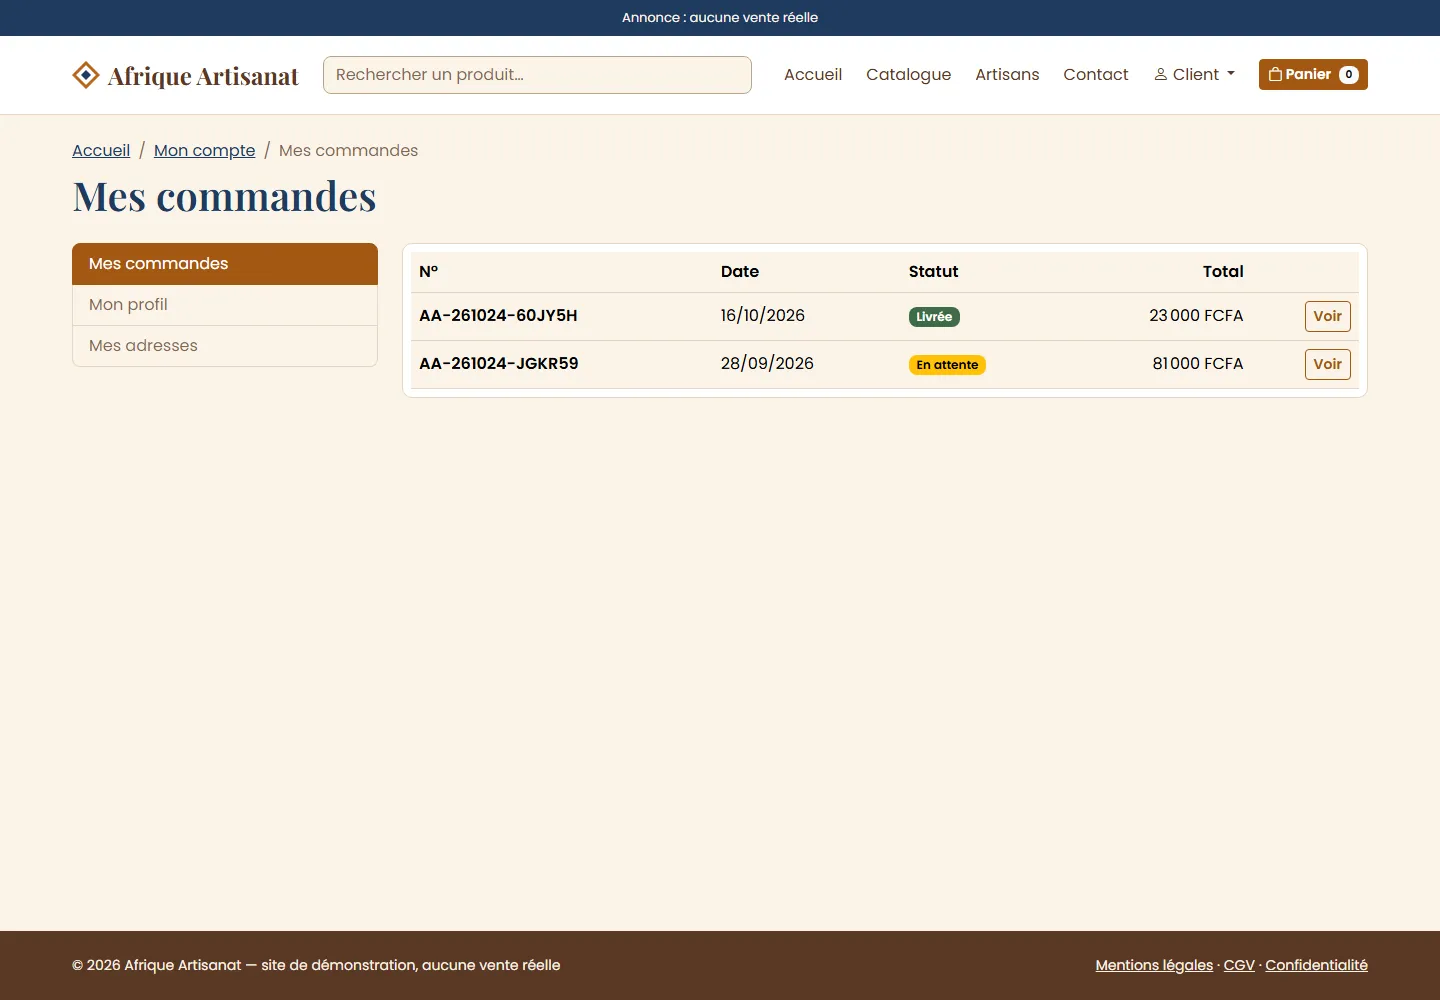 Annonce : aucune vente réelle
Afrique Artisanat
Rechercher un produit...
Accueil
Catalogue
Artisans
Contact
Client
Panier 0
Accueil / Mon compte / Mes commandes
Mes commandes
Mes commandes
Mon profil
Mes adresses
N° Date Statut Total
AA-261024-60JY5H 16/10/2026 Livrée 23 000 FCFA Voir
AA-261024-JGKR59 28/09/2026 En attente 81 000 FCFA Voir
© 2026 Afrique Artisanat — site de démonstration, aucune vente réelle
Mentions légales · CGV · Confidentialité